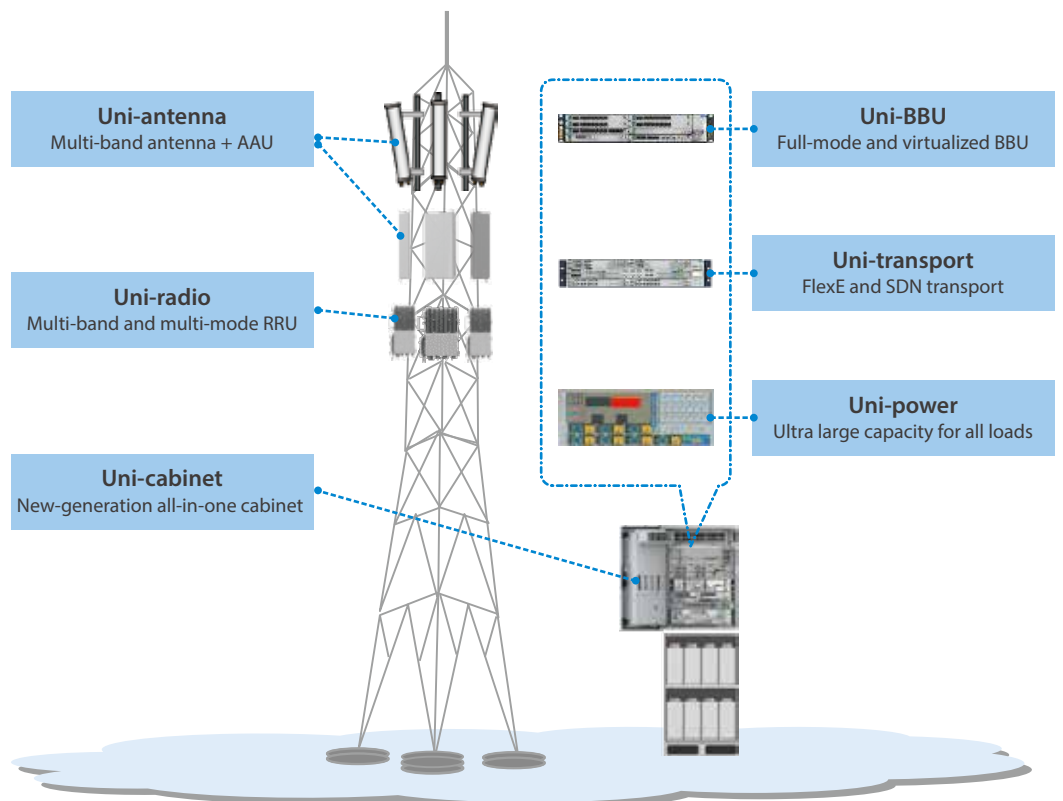 Uni-antenna
Multi-band antenna + AAU
Uni-radio
Multi-band and multi-mode RRU
Uni-cabinet
New-generation all-in-one cabinet
Uni-BBU
Full-mode and virtualized BBU
Uni-transport
FlexE and SDN transport
Uni-power
Ultra large capacity for all loads